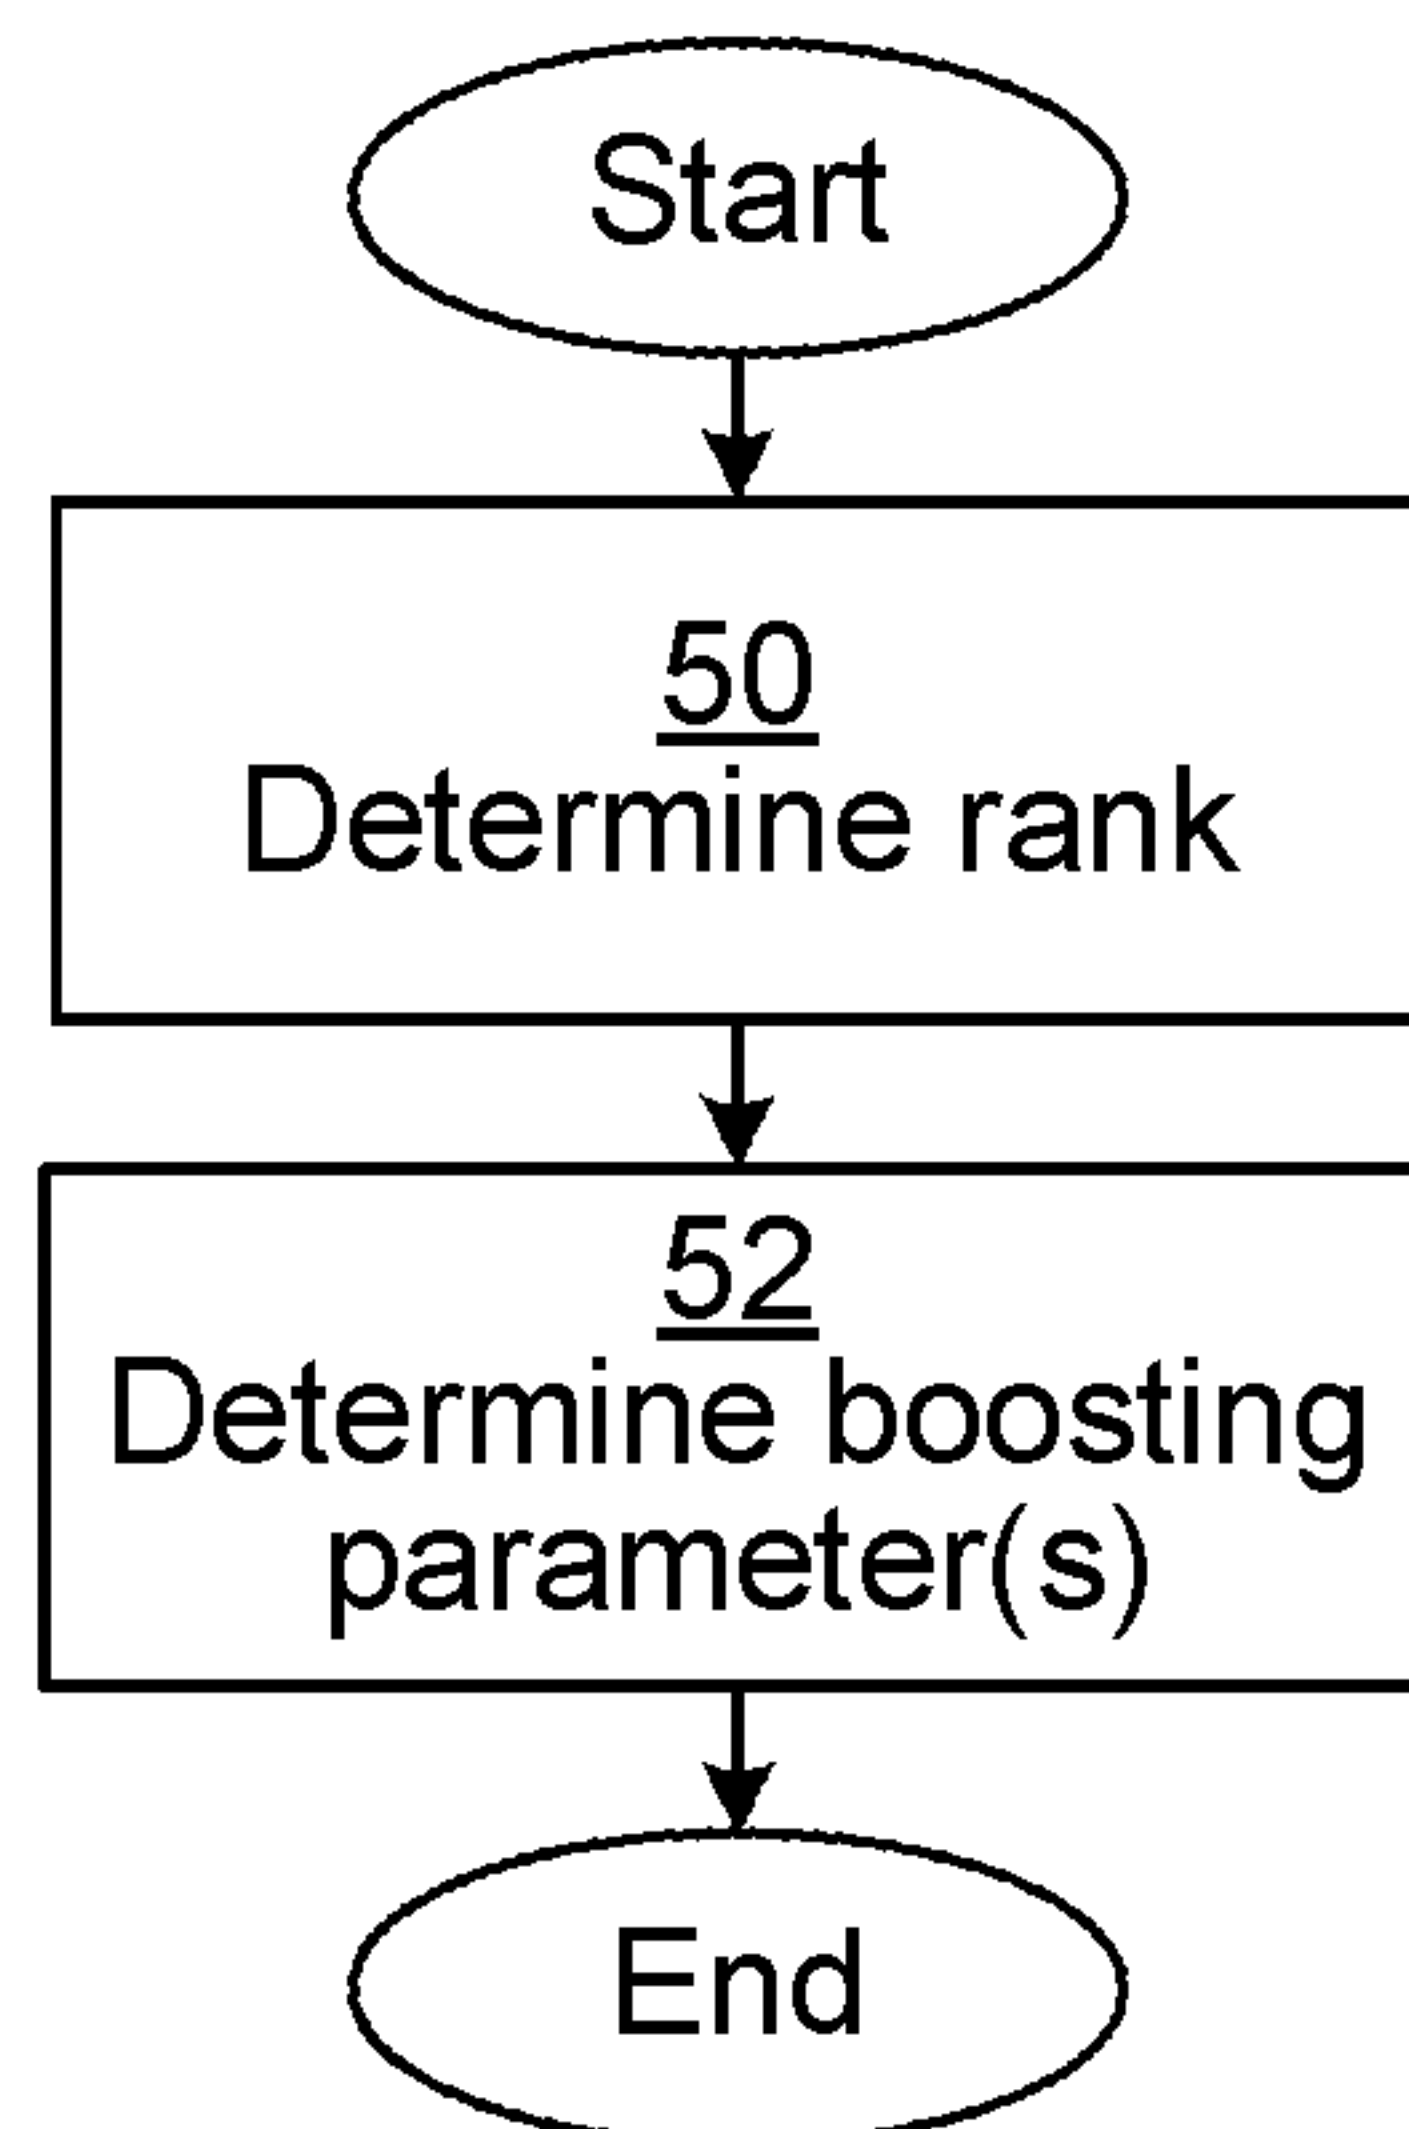 Start
50
Determine rank
52
Determine boosting
parameter(s)
End